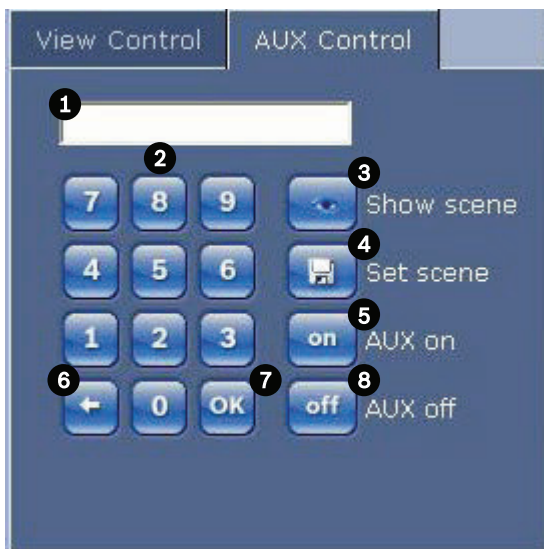 View Control AUX Control
1
2
3
7 8 9 Show scene
4
4 5 6 Set scene
5
1 2 3 on AUX on
6 7 8
0 OK off AUX off